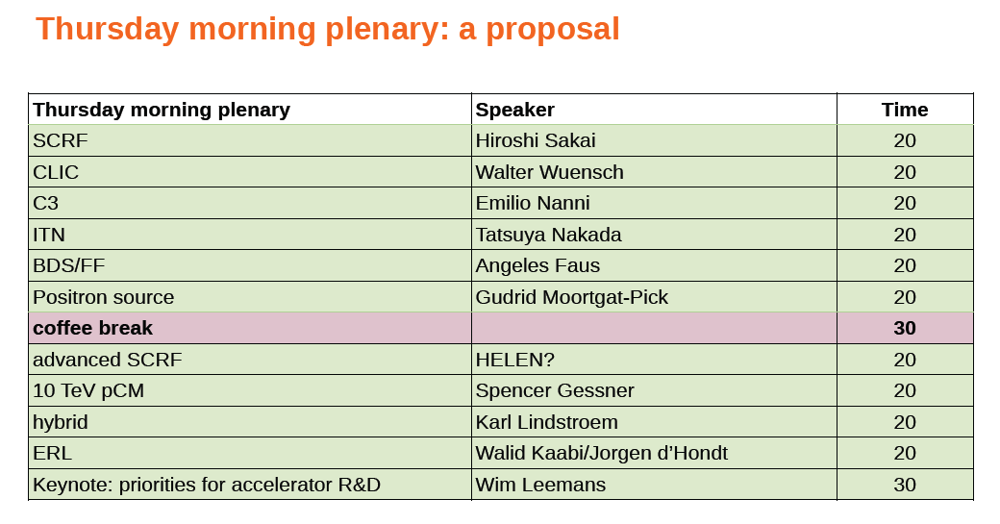 Thursday morning plenary: a proposal
Thursday morning plenary Speaker Time
SCRF Hiroshi Sakai 20
CLIC Walter Wuensch 20
C3 Emilio Nanni 20
ITN Tatsuya Nakada 20
BDS/FF Angeles Faus 20
Positron source Gudrid Moortgat-Pick 20
coffee break 30
advanced SCRF HELEN? 20
10 TeV pCM Spencer Gessner 20
hybrid Karl Lindstroem 20
ERL Walid Kaabi/Jorgen d’Hondt 20
Keynote: priorities for accelerator R&D Wim Leemans 30